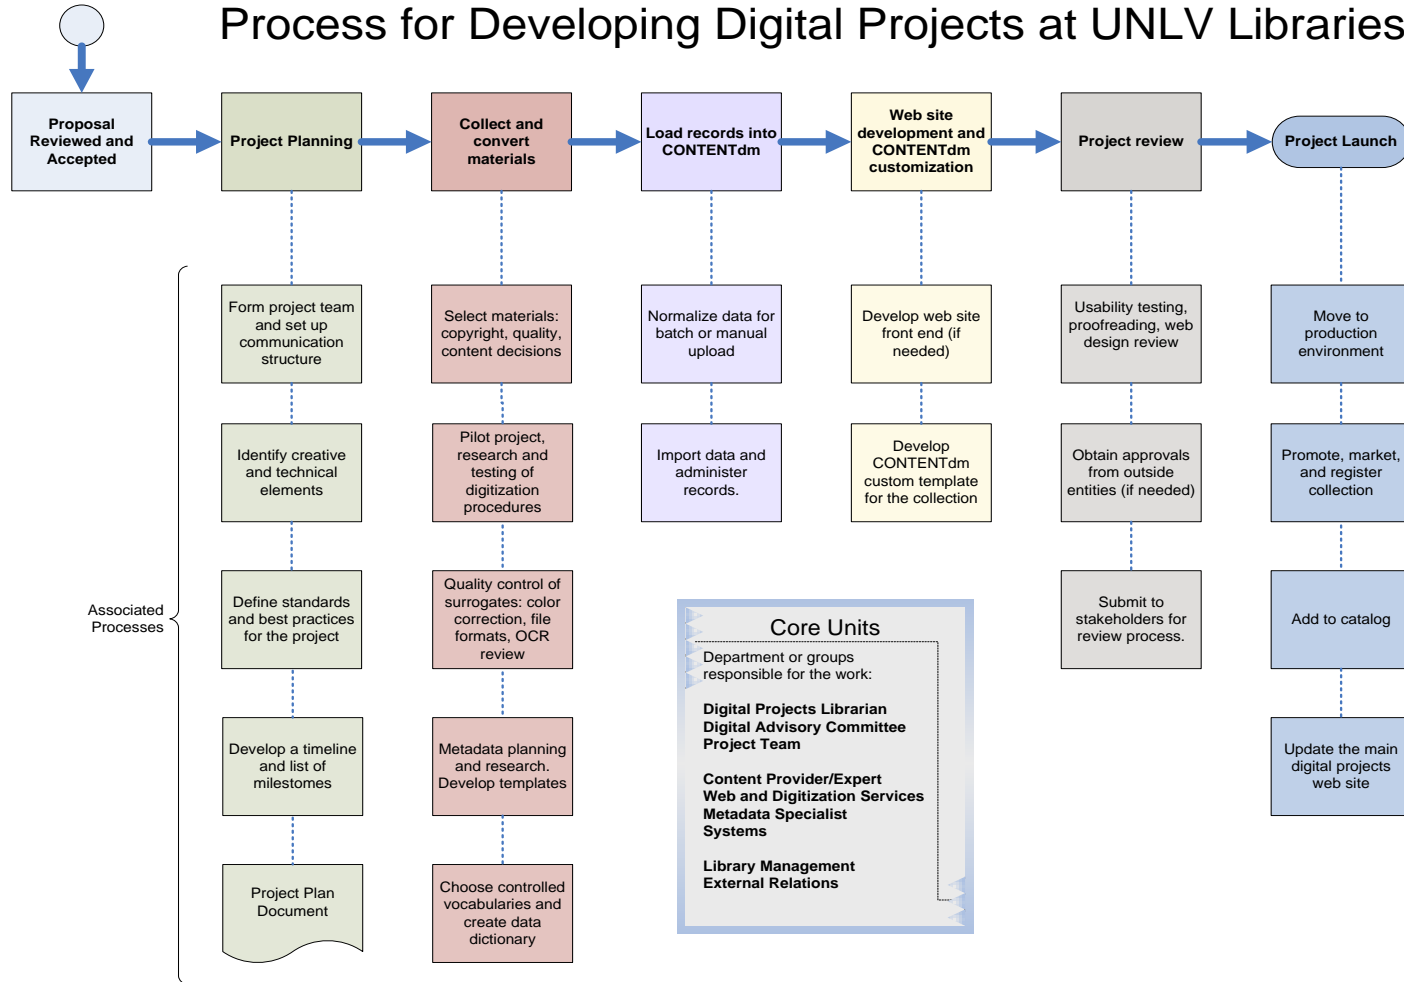 Process for Developing Digital Projects at UNLV Libraries
Proposal
Reviewed and
Accepted
Project Planning
Collect and
convert
materials
Load records into
CONTENTdm
Web site
development and
CONTENTdm
customization
Project review
Project Launch
Associated
Processes
Form project team
and set up
communication
structure
Identify creative
and technical
elements
Define standards
and best practices
for the project
Develop a timeline
and list of
milestomes
Project Plan
Document
Select materials:
copyright, quality,
content decisions
Pilot project,
research and
testing of
digitization
procedures
Quality control of
surrogates: color
correction, file
formats, OCR
review
Metadata planning
and research.
Develop templates
Choose controlled
vocabularies and
create data
dictionary
Normalize data for
batch or manual
upload
Import data and
administer
records.
Develop web site
front end (if
needed)
Develop
CONTENTdm
custom template
for the collection
Usability testing,
proofreading, web
design review
Obtain approvals
from outside
entities (if needed)
Submit to
stakeholders for
review process.
Move to
production
environment
Promote, market,
and register
collection
Add to catalog
Update the main
digital projects
web site
Core Units
Department or groups
responsible for the work:
Digital Projects Librarian
Digital Advisory Committee
Project Team
Content Provider/Expert
Web and Digitization Services
Metadata Specialist
Systems
Library Management
External Relations